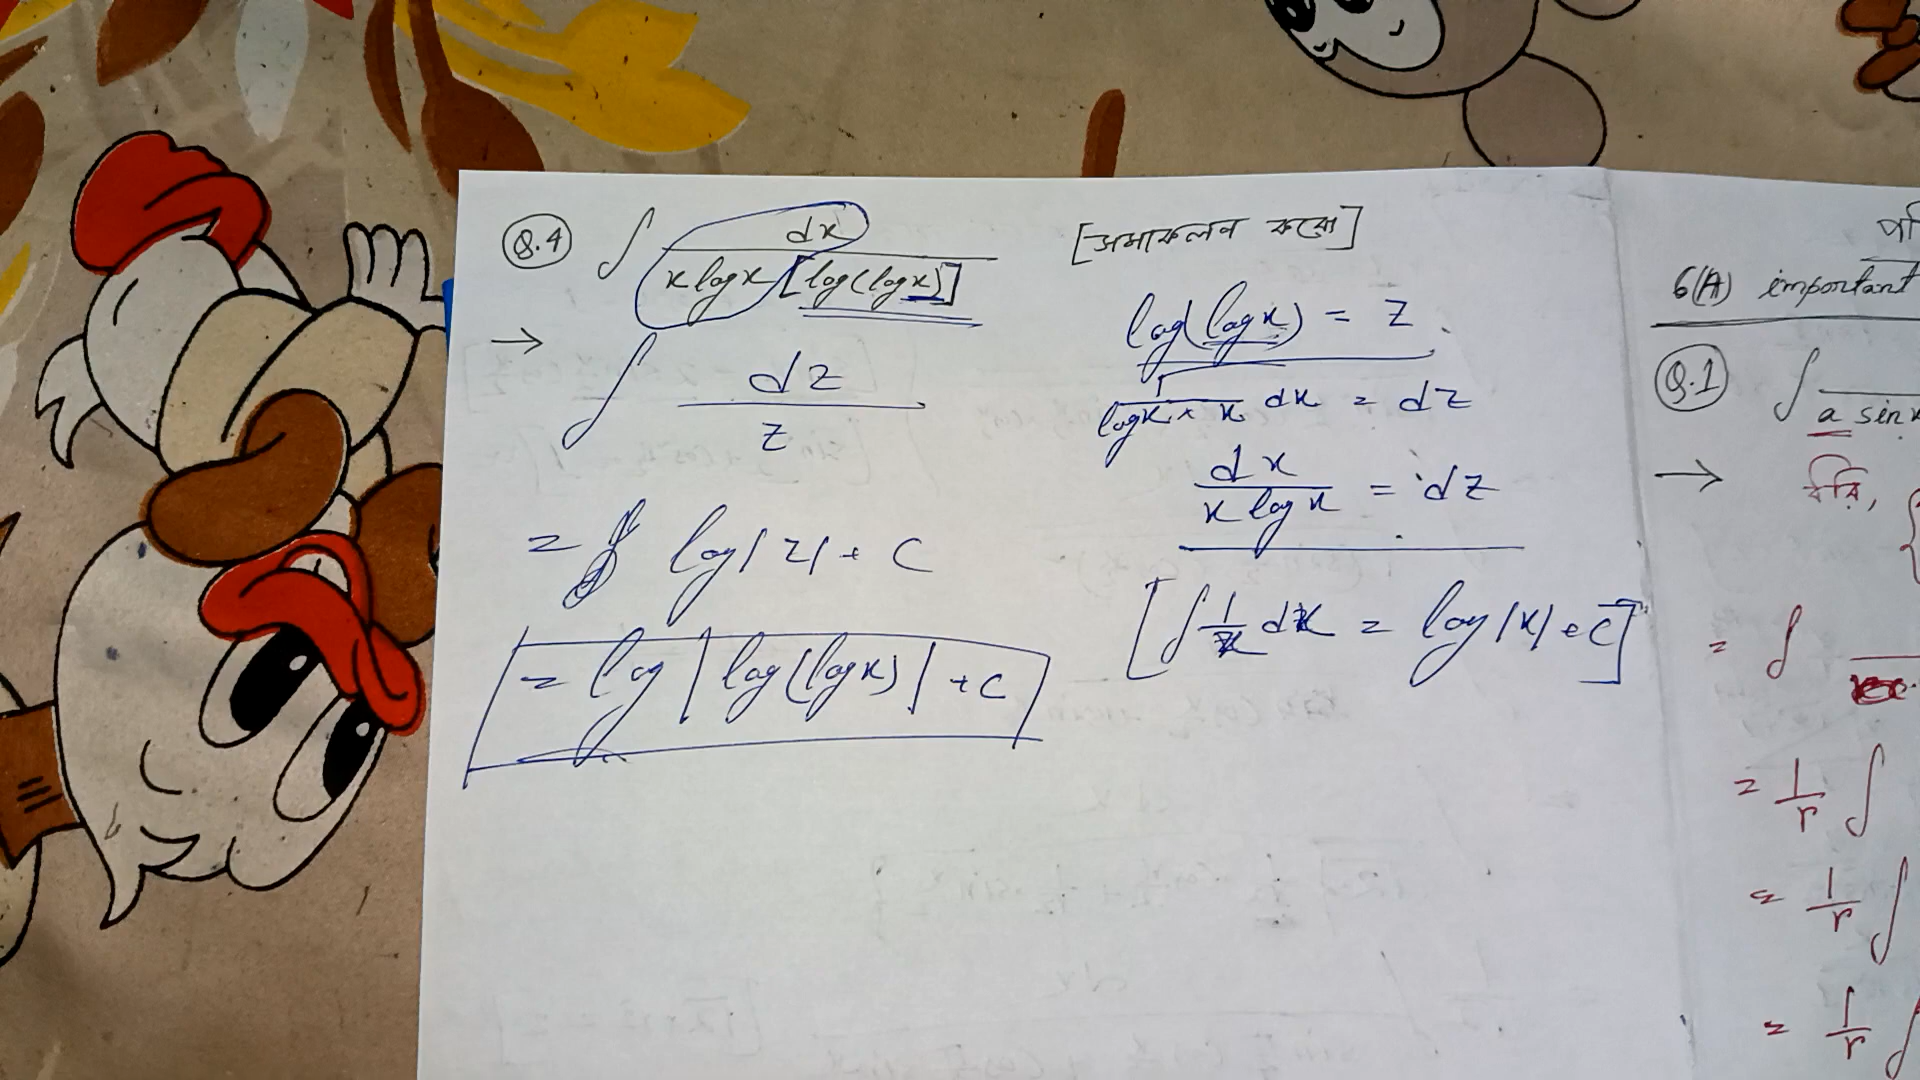 Q.4 ∫ dx / x log x [log(log x)] [সমাকলন করো]
→ ∫ dz / z
= log|z| + c
= log | log(log x) | + c
log(log x) = z
1 / log x × x dx = dz
dx / x log x = dz
[∫ 1/x dx = log|x| + c]
6(A) important
Q.1 ∫ / a sin x
→ ধরি,
= ∫
= 1/r ∫
= 1/r ∫
= 1/r ∫